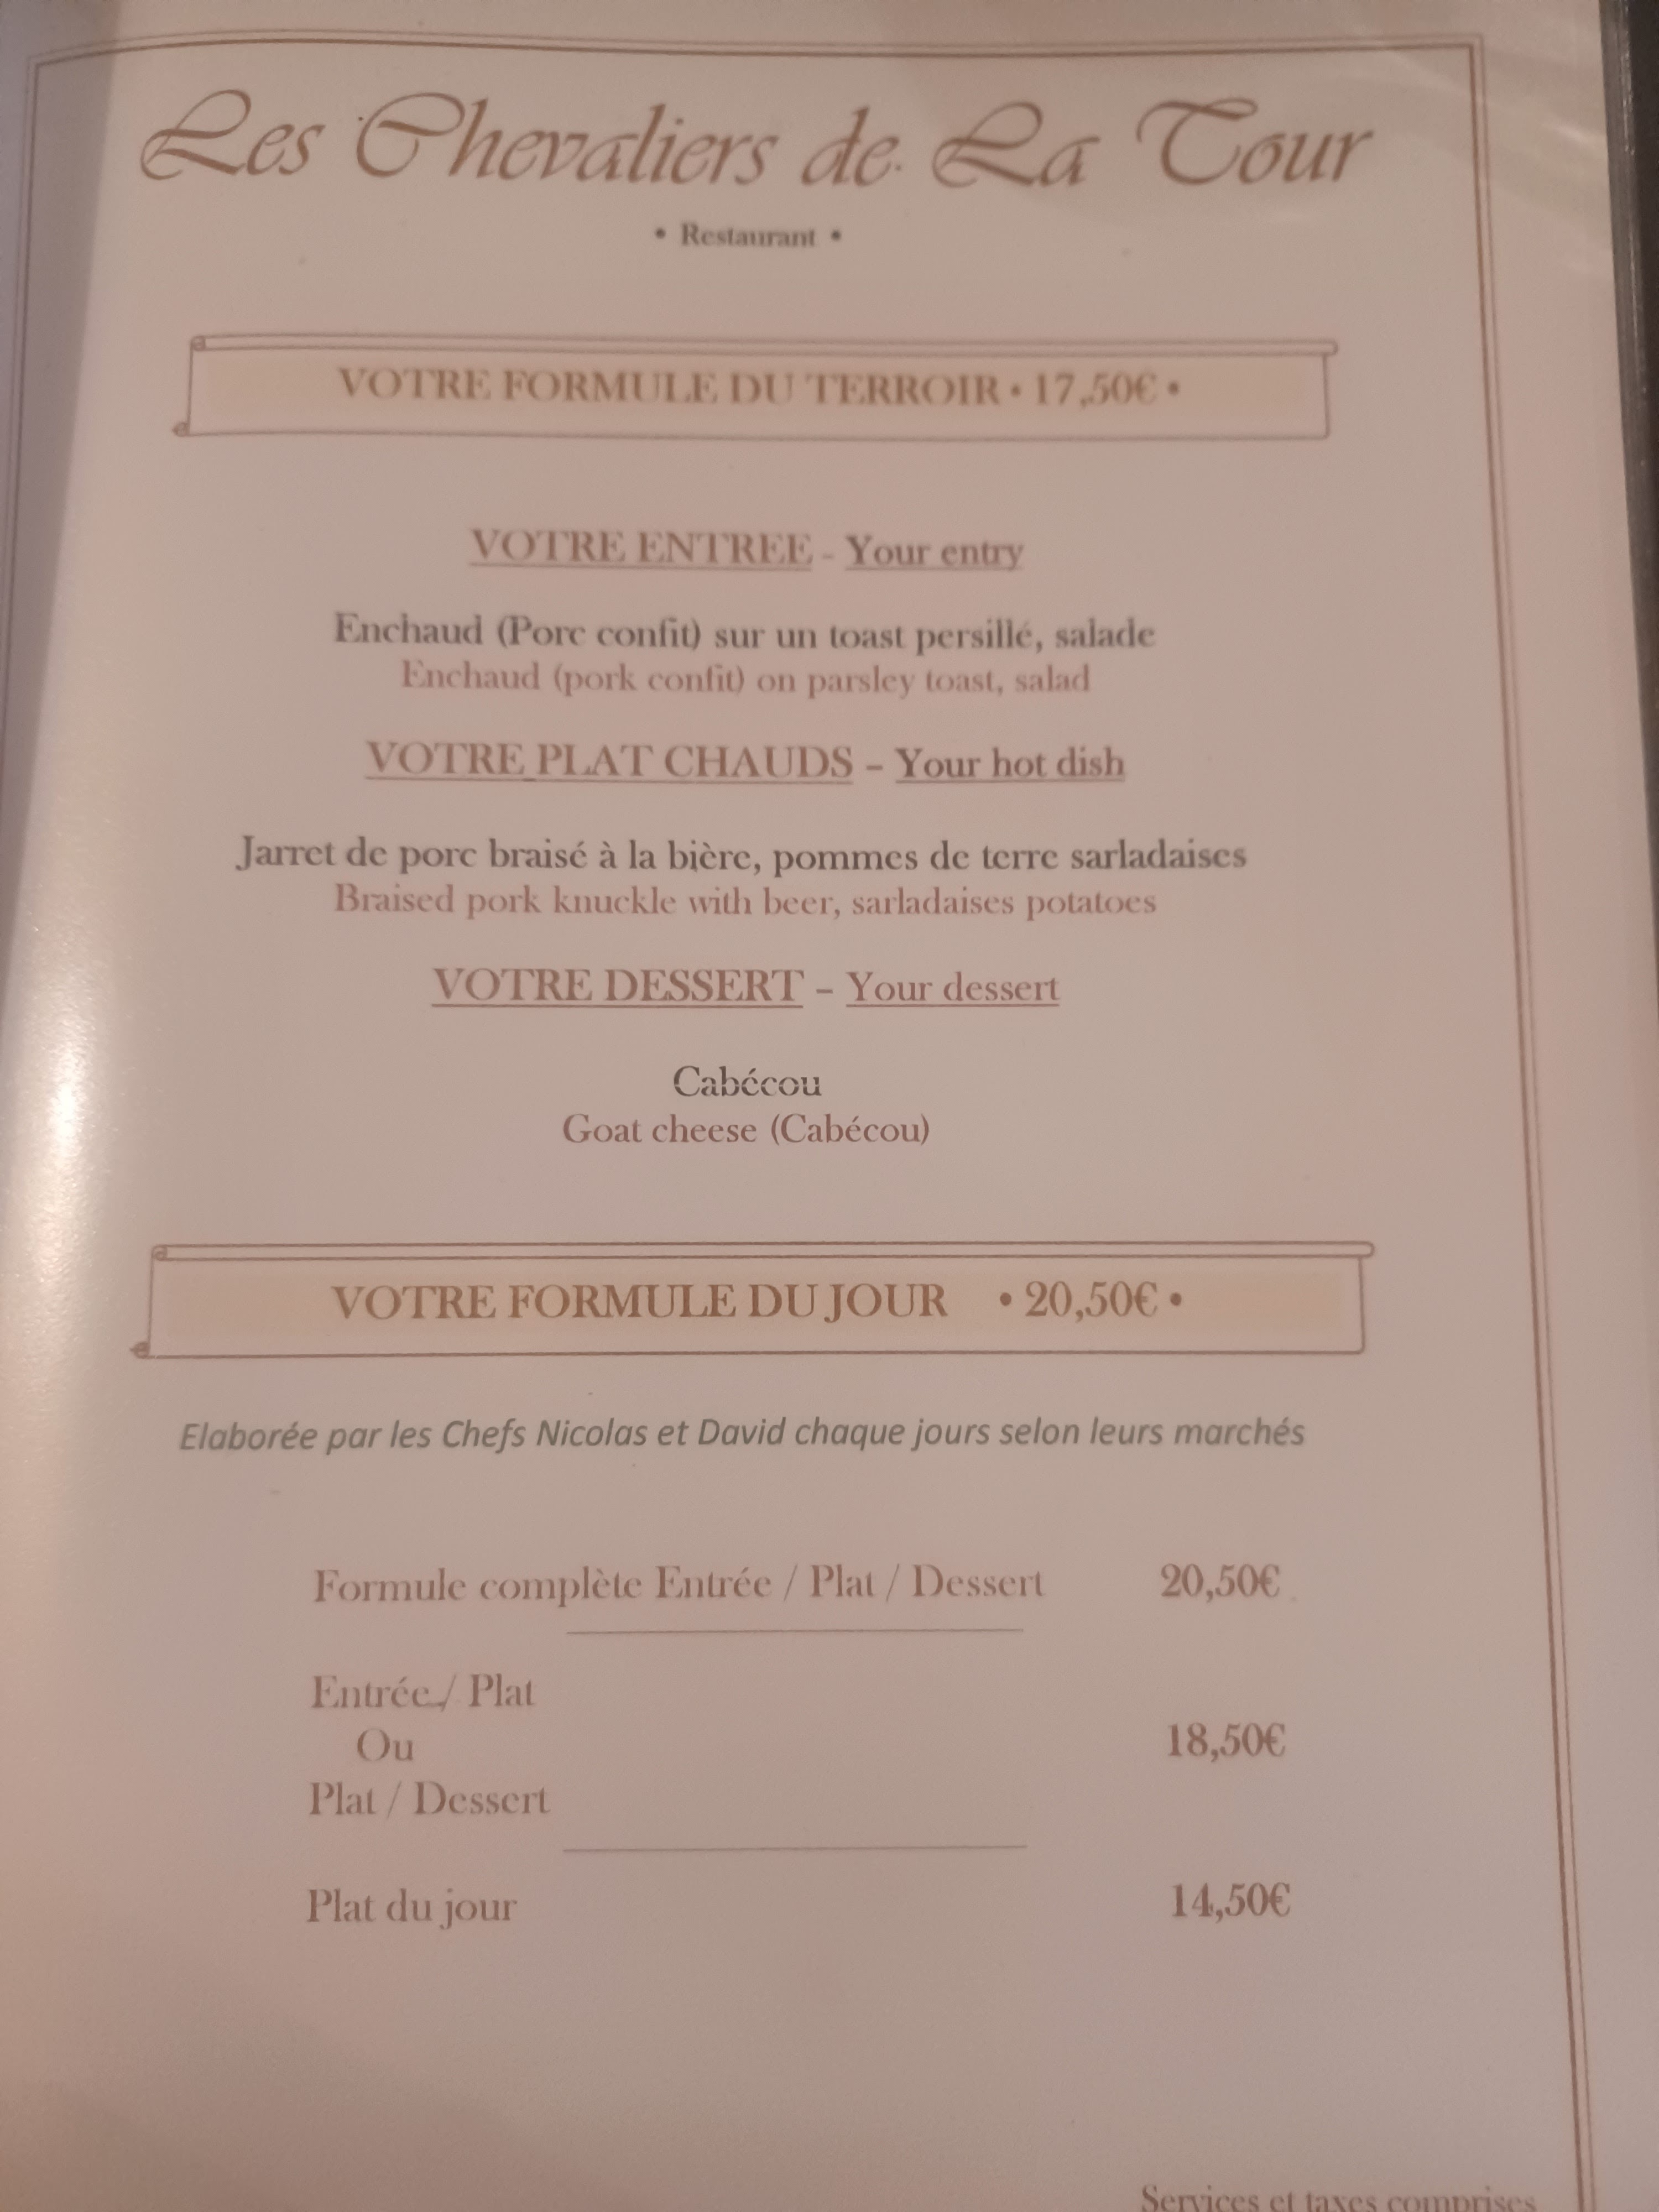 Les Chevaliers de La Tour
• Restaurant •
VOTRE FORMULE DU TERROIR • 17,50€ •
VOTRE ENTREE - Your entry
Enchaud (Porc confit) sur un toast persillé, salade
Enchaud (pork confit) on parsley toast, salad
VOTRE PLAT CHAUDS – Your hot dish
Jarret de porc braisé à la bière, pommes de terre sarladaises
Braised pork knuckle with beer, sarladaises potatoes
VOTRE DESSERT – Your dessert
Cabécou
Goat cheese (Cabécou)
VOTRE FORMULE DU JOUR • 20,50€ •
Elaborée par les Chefs Nicolas et David chaque jours selon leurs marchés
Formule complète Entrée / Plat / Dessert 20,50€
Entrée / Plat
Ou 18,50€
Plat / Dessert
Plat du jour 14,50€
Services et taxes comprises